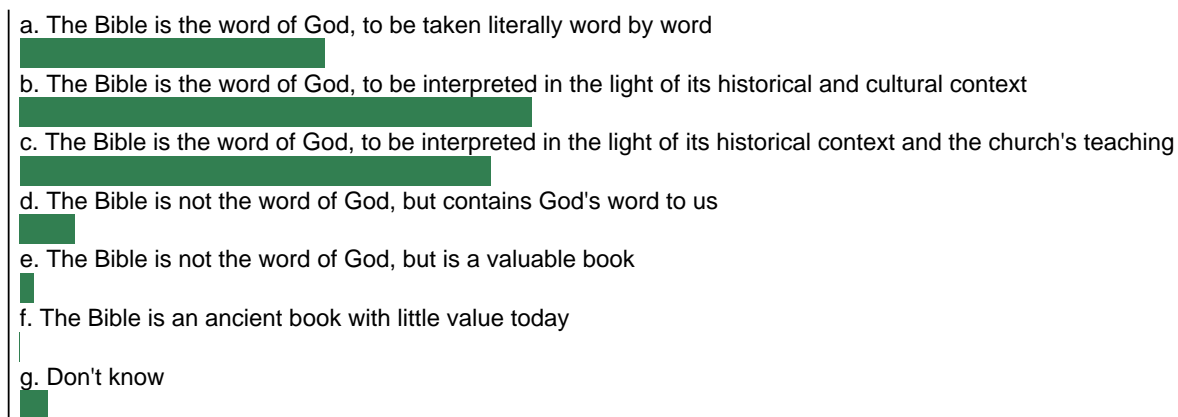 a. The Bible is the word of God, to be taken literally word by word
b. The Bible is the word of God, to be interpreted in the light of its historical and cultural context
c. The Bible is the word of God, to be interpreted in the light of its historical context and the church's teaching
d. The Bible is not the word of God, but contains God's word to us
e. The Bible is not the word of God, but is a valuable book
f. The Bible is an ancient book with little value today
g. Don't know